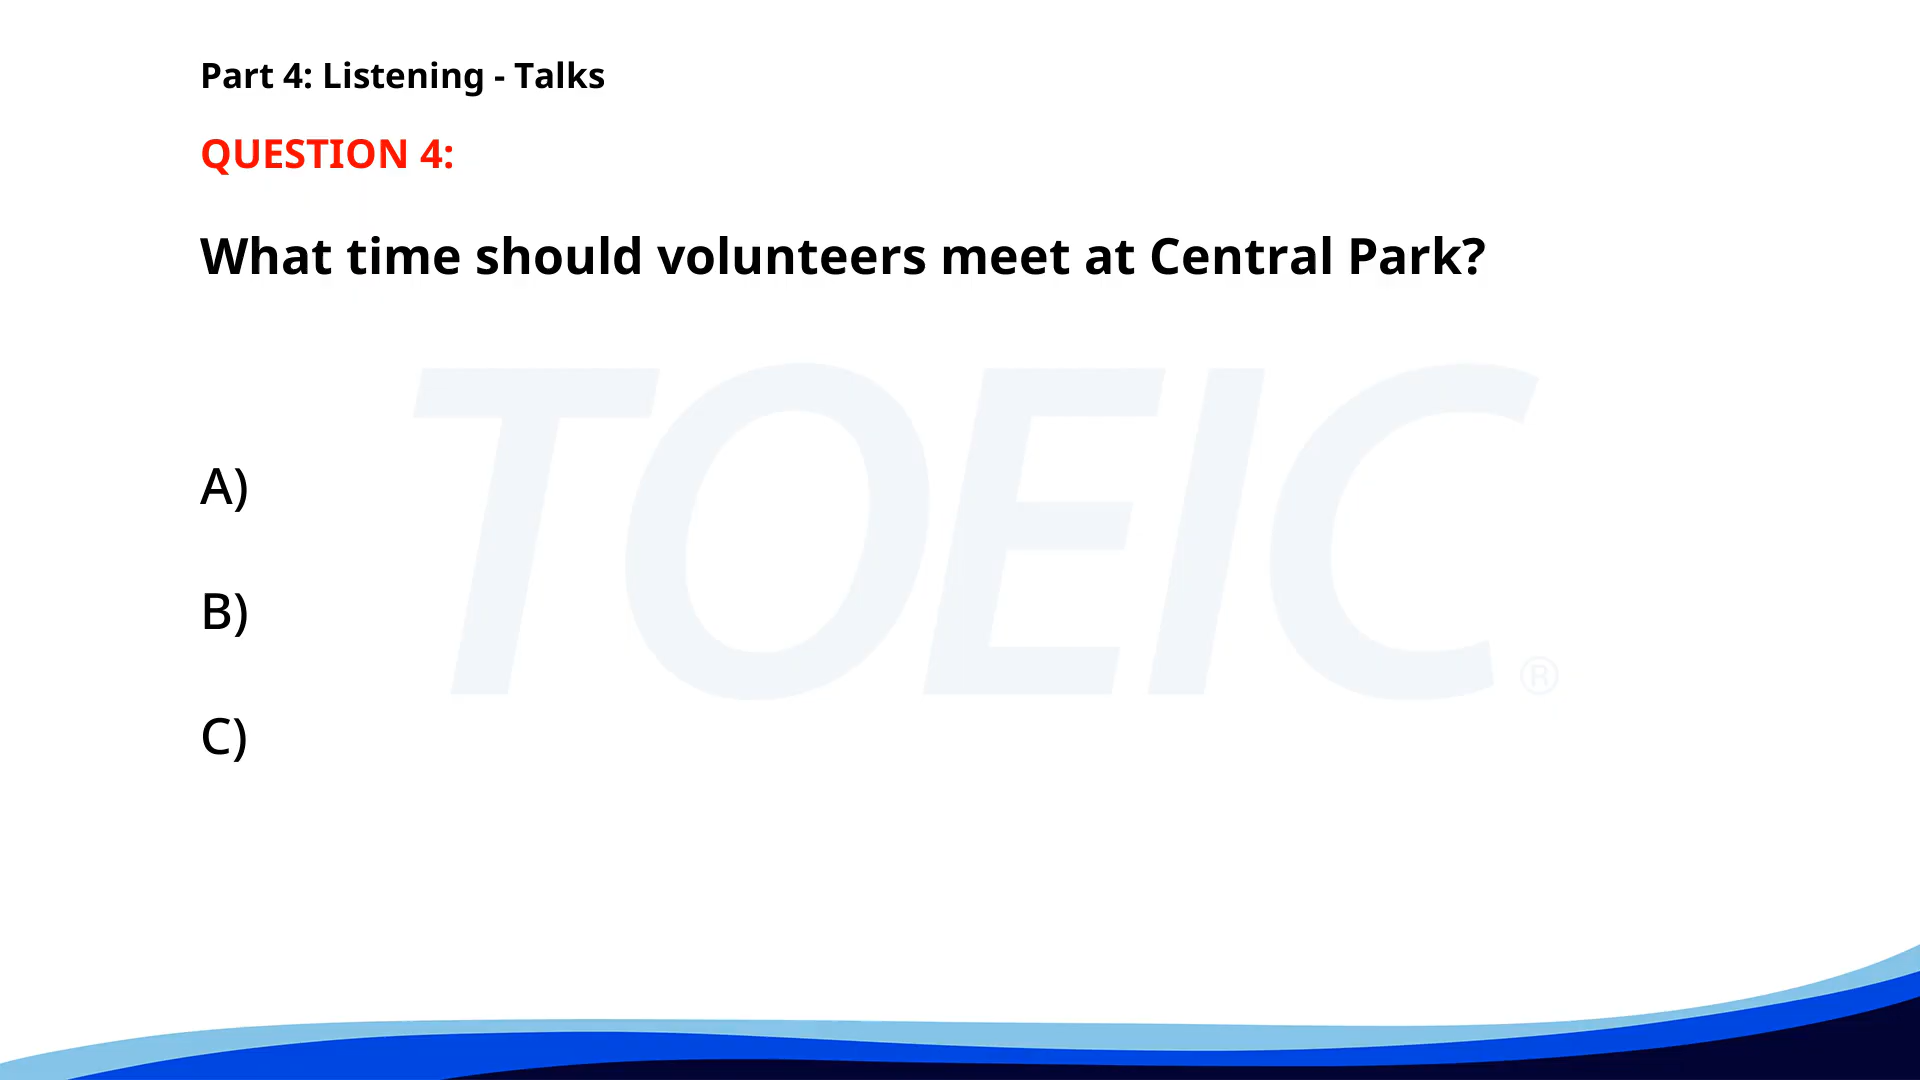 Part 4: Listening - Talks
QUESTION 4:
What time should volunteers meet at Central Park?
TOEIC®
A)
B)
C)